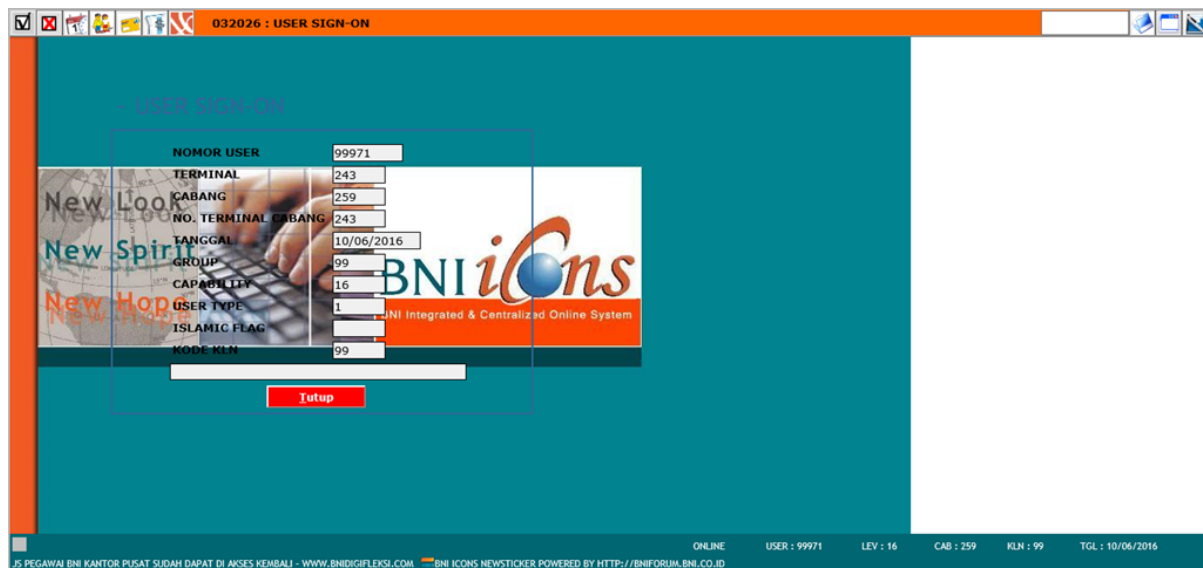 032026 : USER SIGN-ON
- USER SIGN-ON
NOMOR USER 99971
TERMINAL 243
CABANG 259
NO. TERMINAL CABANG 243
TANGGAL 10/06/2016
GROUP 99
CAPABILITY 16
USER TYPE 1
ISLAMIC FLAG
KODE KLN 99
Tutup
New Look
New Spirit
New Hope
BNI icons
BNI Integrated & Centralized Online System
ONLINE USER : 99971 LEV : 16 CAB : 259 KLN : 99 TGL : 10/06/2016
JS PEGAWAI BNI KANTOR PUSAT SUDAH DAPAT DI AKSES KEMBALI - WWW.BNIDIGIFLEKSI.COM BNI ICONS NEWSTICKER POWERED BY HTTP://BNIFORUM.BNI.CO.ID